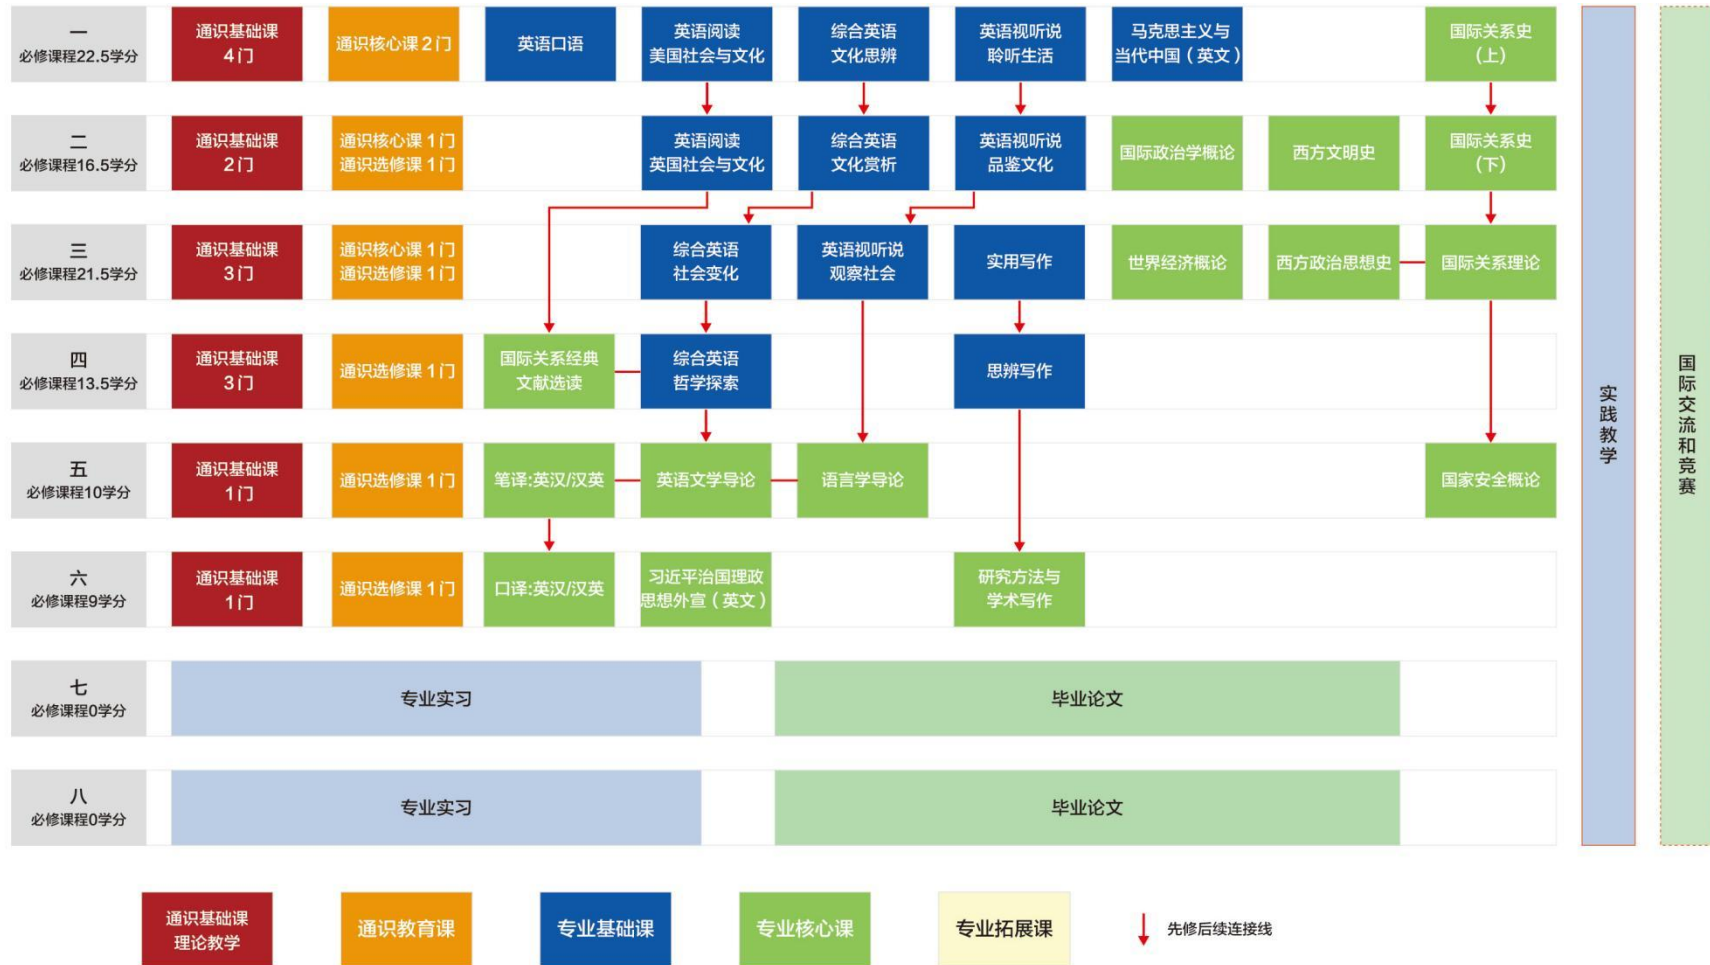 一
必修课程22.5学分
通识基础课
4门
通识核心课 2门
英语口语
英语阅读
美国社会与文化
综合英语
文化思辨
英语视听说
聆听生活
马克思主义与
当代中国（英文）
国际关系史
（上）
二
必修课程16.5学分
通识基础课
2门
通识核心课 1门
通识选修课 1门
英语阅读
英国社会与文化
综合英语
文化赏析
英语视听说
品鉴文化
国际政治学概论
西方文明史
国际关系史
（下）
三
必修课程21.5学分
通识基础课
3门
通识核心课 1门
通识选修课 1门
综合英语
社会变化
英语视听说
观察社会
实用写作
世界经济概论
西方政治思想史
国际关系理论
四
必修课程13.5学分
通识基础课
3门
通识选修课 1门
国际关系经典
文献选读
综合英语
哲学探索
思辨写作
五
必修课程10学分
通识基础课
1门
通识选修课 1门
笔译:英汉/汉英
英语文学导论
语言学导论
国家安全概论
六
必修课程9学分
通识基础课
1门
通识选修课 1门
口译:英汉/汉英
习近平治国理政
思想外宣（英文）
研究方法与
学术写作
七
必修课程0学分
专业实习
毕业论文
八
必修课程0学分
专业实习
毕业论文
实践教学
国际交流和竞赛
通识基础课
理论教学
通识教育课
专业基础课
专业核心课
专业拓展课
先修后续连接线